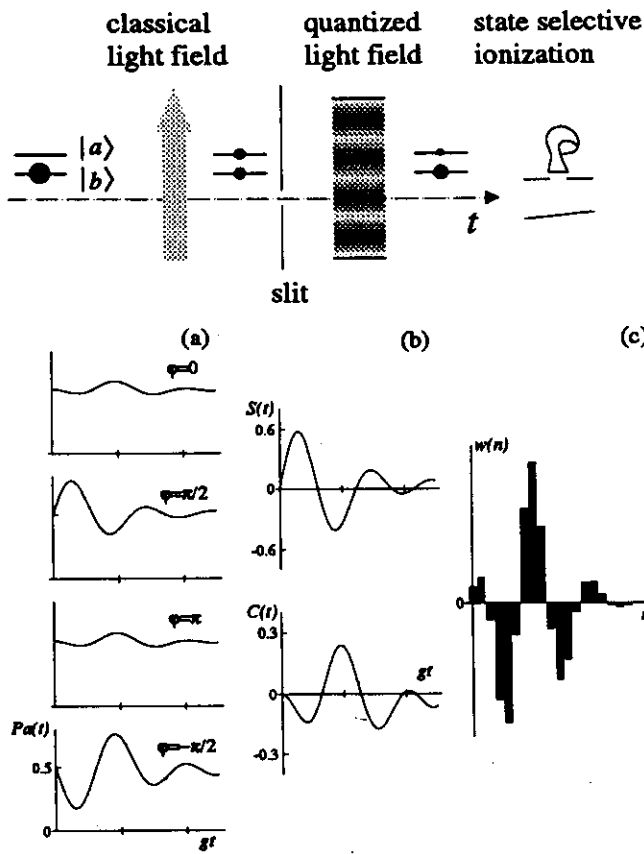 classical
light field
quantized
light field
state selective
ionization
|a⟩
|b⟩
t
slit
(a)
(b)
(c)
φ=0
φ=π/2
φ=π
Pa(t)
φ=-π/2
0.5
0
gt
S(t)
0.6
0
-0.6
C(t)
0.3
gt
0
-0.3
w(n)
0